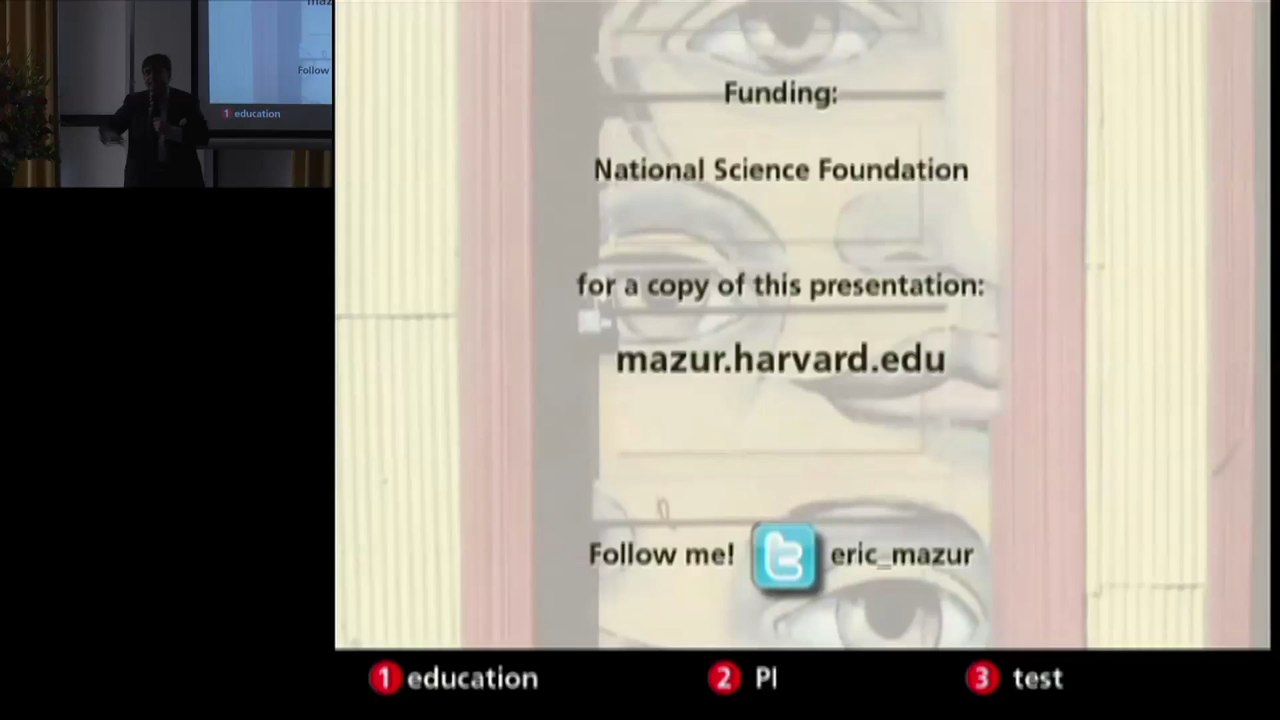 maz
Follow
1 education
Funding:
National Science Foundation
for a copy of this presentation:
mazur.harvard.edu
Follow me! eric_mazur
1 education 2 PI 3 test